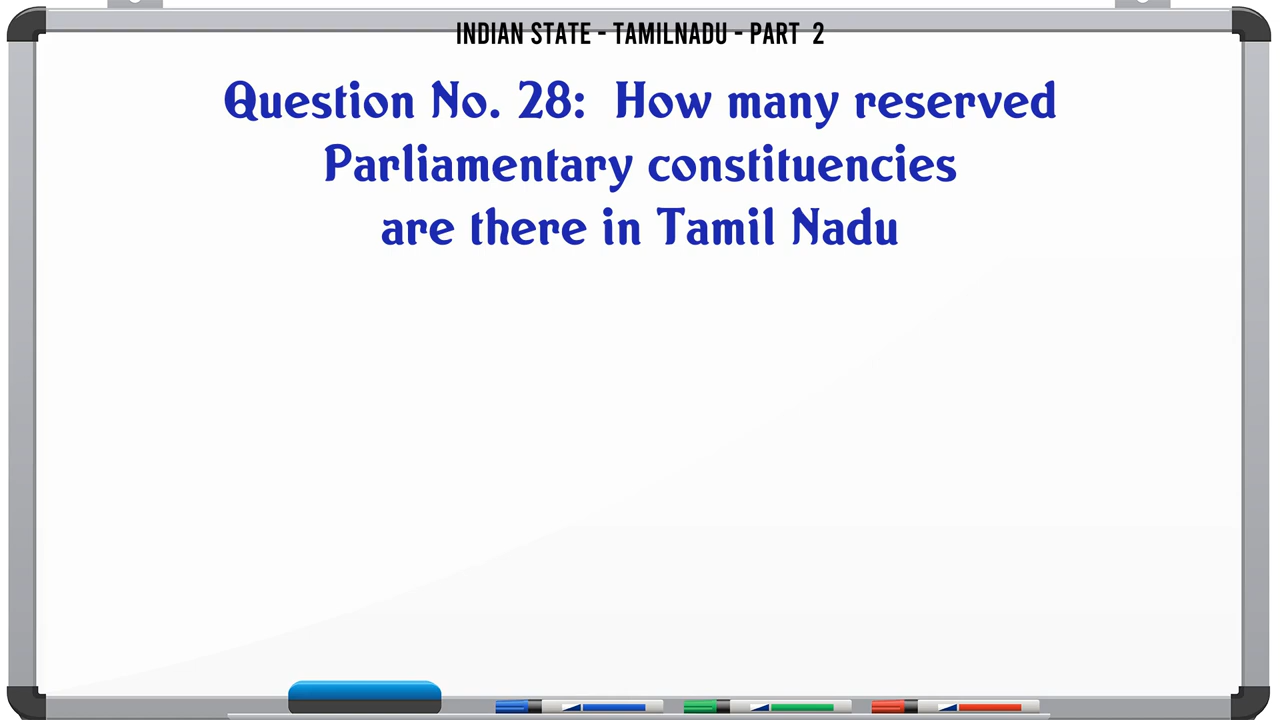 INDIAN STATE - TAMILNADU - PART 2
Question No. 28: How many reserved
Parliamentary constituencies
are there in Tamil Nadu